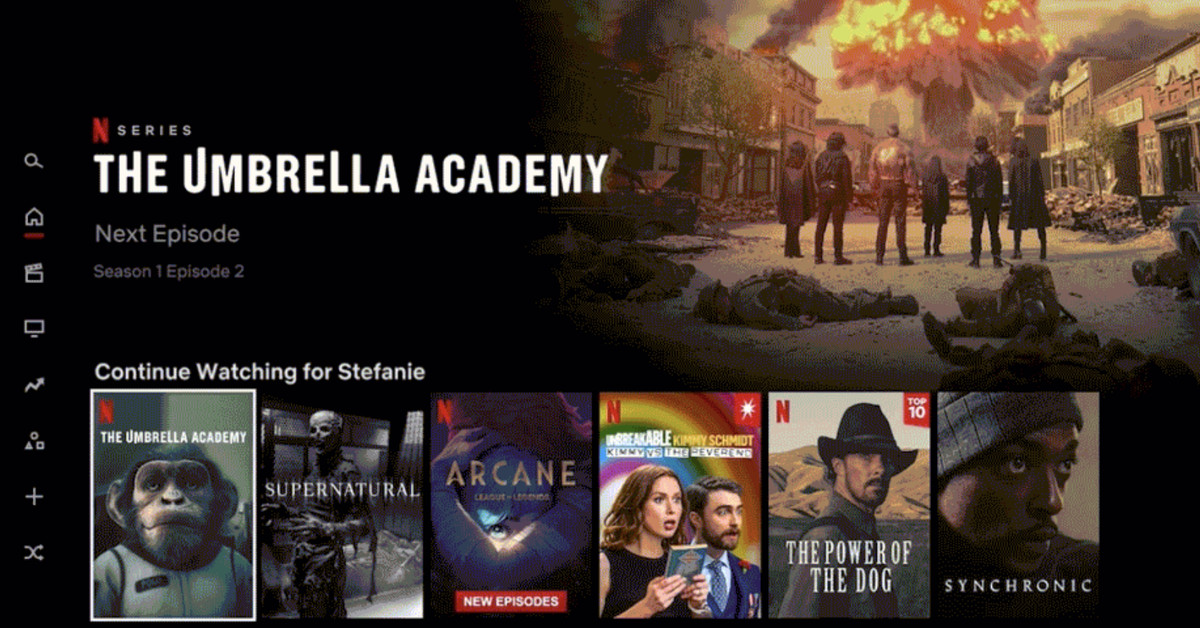 N SERIES
THE UMBRELLA ACADEMY
Next Episode
Season 1 Episode 2
Continue Watching for Stefanie
N
THE UMBRELLA ACADEMY
SUPERNATURAL
N
ARCANE
LEAGUE OF LEGENDS
NEW EPISODES
N
UNBREAKABLE KIMMY SCHMIDT
KIMMY VS THE REVEREND
N
TOP
10
THE POWER OF
THE DOG
SYNCHRONIC